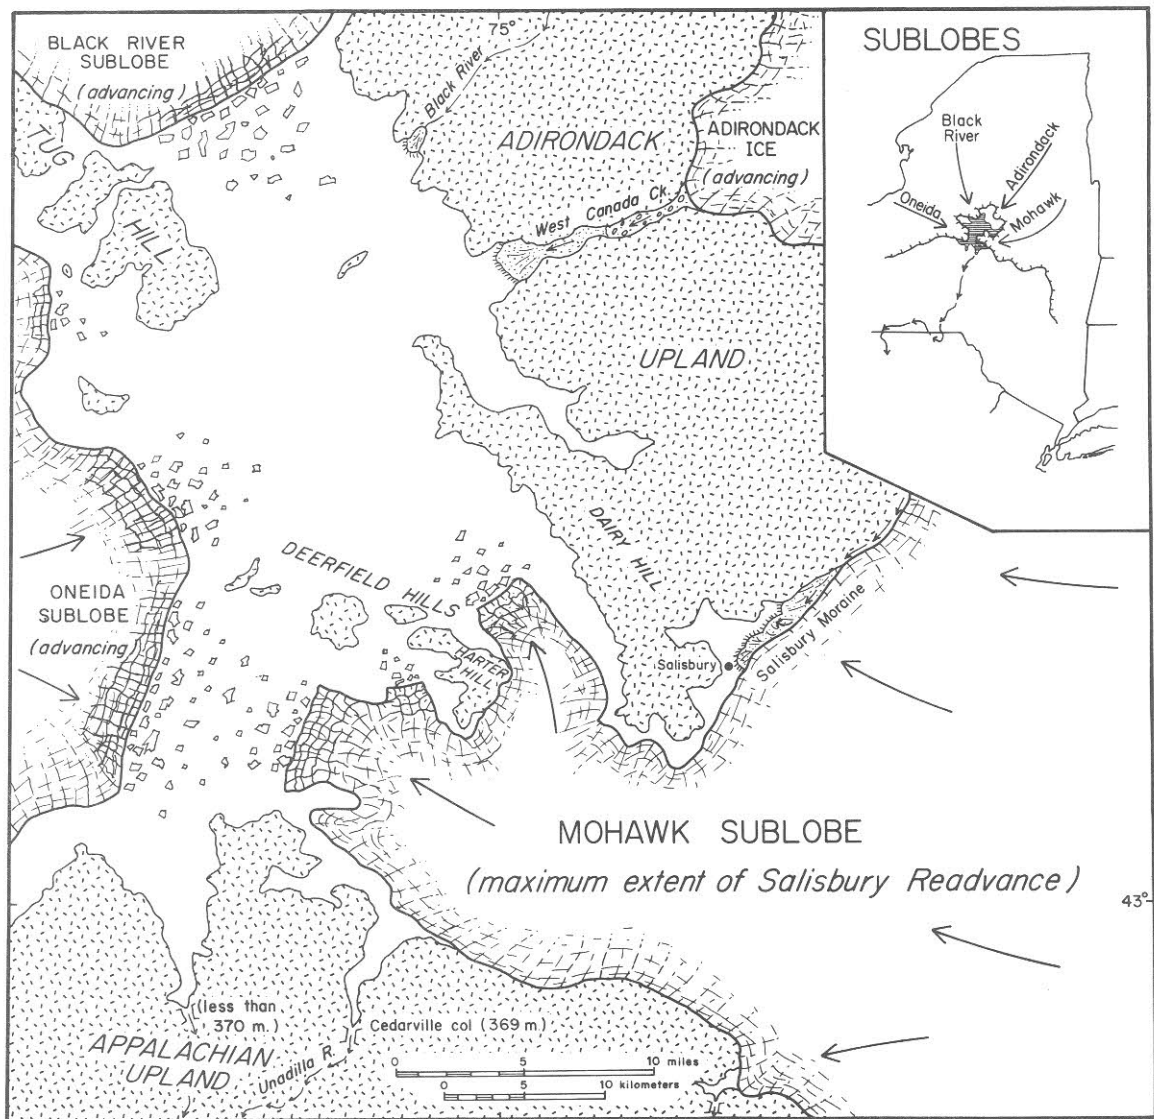 75°
BLACK RIVER
SUBLOBE
(advancing)
TUG
HILL
Black River
ADIRONDACK
ADIRONDACK
ICE
(advancing)
West Canada Ck.
UPLAND
SUBLOBES
Black
River
Adirondack
Oneida
Mohawk
DAIRY HILL
DEERFIELD
HILLS
ONEIDA
SUBLOBE
(advancing)
HARTER
HILL
Salisbury
Salisbury Moraine
MOHAWK SUBLOBE
(maximum extent of Salisbury Readvance)
43°
(less than
370 m.)
Cedarville col (369 m.)
APPALACHIAN
UPLAND
Unadilla R.
0 5 10 miles
0 5 10 kilometers